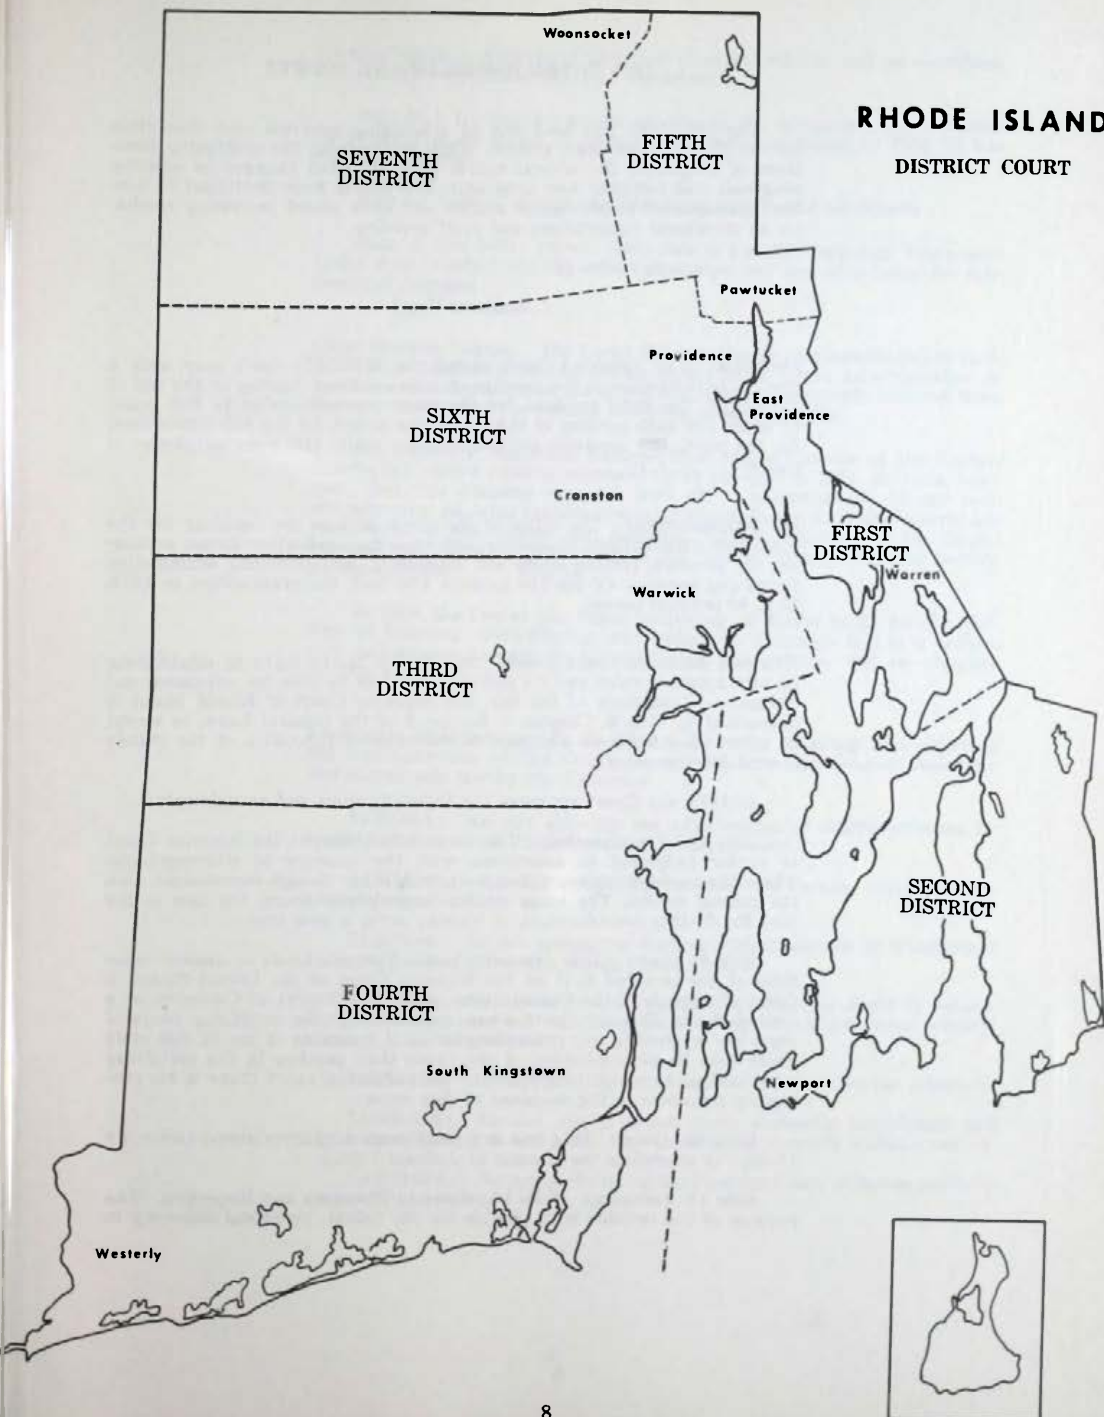 Woonsocket
RHODE ISLAND
DISTRICT COURT
SEVENTH
DISTRICT
FIFTH
DISTRICT
Pawtucket
Providence
East
Providence
SIXTH
DISTRICT
Cronston
FIRST
DISTRICT
Warren
Warwick
THIRD
DISTRICT
SECOND
DISTRICT
FOURTH
DISTRICT
South Kingstown
Newport
Westerly
8